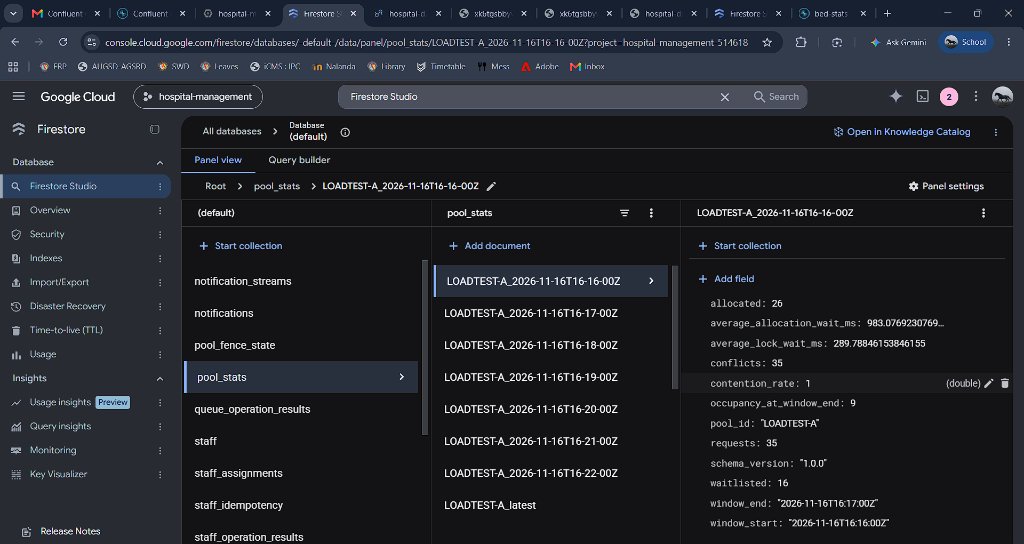 Confluent
Confluent
hospital-m
Firestore S
hospital-d
xk6tgsbby
xk6tgsbby
hospital-d
Firestore S
bed-stats
console.cloud.google.com/firestore/databases/-default-/data/panel/pool_stats/LOADTEST-A_2026-11-16T16-16-00Z?project=hospital-management-514618
Ask Gemini
School
ERP
AUGSD-AGSRD
SWD
Leaves
iCMS : IPC
Nalanda
Library
Timetable
Mess
Adobe
Inbox
Google Cloud
hospital-management
Firestore Studio
Search
2
Firestore
All databases
Database
(default)
Open in Knowledge Catalog
Database
Panel view
Query builder
Firestore Studio
Root > pool_stats > LOADTEST-A_2026-11-16T16-16-00Z
Panel settings
Overview
Security
Indexes
Import/Export
Disaster Recovery
Time-to-live (TTL)
Usage
Insights
Usage insights Preview
Query insights
Monitoring
Key Visualizer
Release Notes
(default)
Start collection
notification_streams
notifications
pool_fence_state
pool_stats
queue_operation_results
staff
staff_assignments
staff_idempotency
staff_operation_results
pool_stats
Add document
LOADTEST-A_2026-11-16T16-16-00Z
LOADTEST-A_2026-11-16T16-17-00Z
LOADTEST-A_2026-11-16T16-18-00Z
LOADTEST-A_2026-11-16T16-19-00Z
LOADTEST-A_2026-11-16T16-20-00Z
LOADTEST-A_2026-11-16T16-21-00Z
LOADTEST-A_2026-11-16T16-22-00Z
LOADTEST-A_latest
LOADTEST-A_2026-11-16T16-16-00Z
Start collection
Add field
allocated: 26
average_allocation_wait_ms: 983.0769230769...
average_lock_wait_ms: 289.78846153846155
conflicts: 35
contention_rate: 1 (double)
occupancy_at_window_end: 9
pool_id: "LOADTEST-A"
requests: 35
schema_version: "1.0.0"
waitlisted: 16
window_end: "2026-11-16T16:17:00Z"
window_start: "2026-11-16T16:16:00Z"